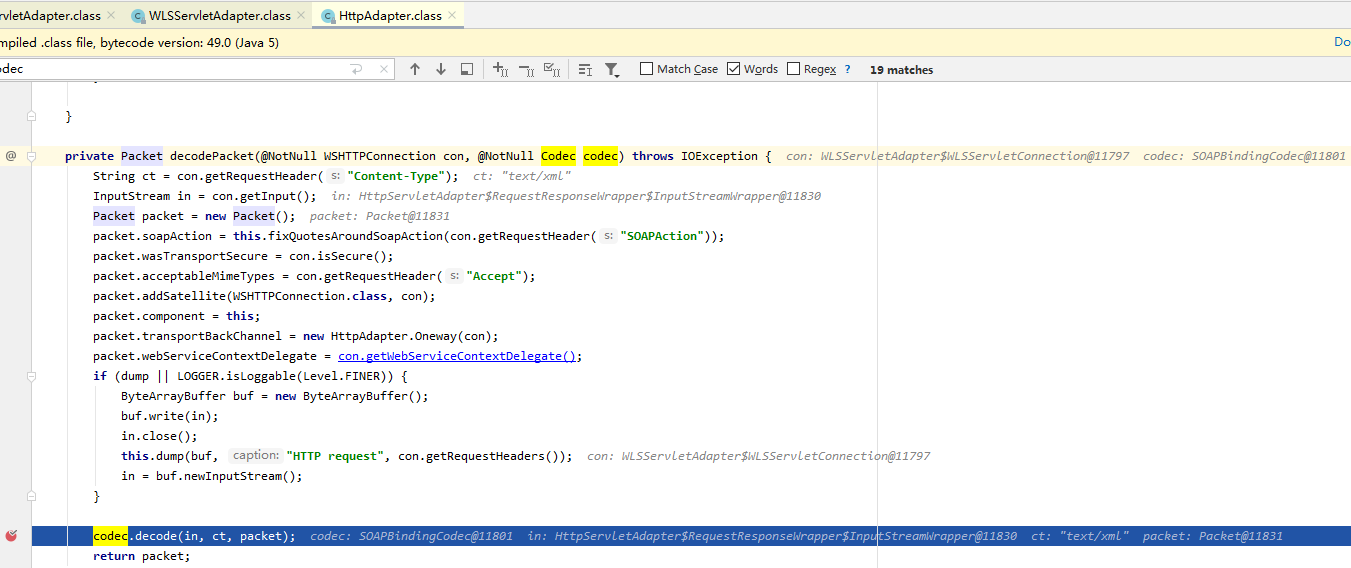 rvletAdapter.class × WLSServletAdapter.class × HttpAdapter.class ×
mpiled .class file, bytecode version: 49.0 (Java 5) Do
odec × Match Case Words Regex ? 19 matches
}
@ private Packet decodePacket(@NotNull WSHTTPConnection con, @NotNull Codec codec) throws IOException { con: WLSServletAdapter$WLSServletConnection@11797 codec: SOAPBindingCodec@11801
String ct = con.getRequestHeader( s: "Content-Type"); ct: "text/xml"
InputStream in = con.getInput(); in: HttpServletAdapter$RequestResponseWrapper$InputStreamWrapper@11830
Packet packet = new Packet(); packet: Packet@11831
packet.soapAction = this.fixQuotesAroundSoapAction(con.getRequestHeader( s: "SOAPAction"));
packet.wasTransportSecure = con.isSecure();
packet.acceptableMimeTypes = con.getRequestHeader( s: "Accept");
packet.addSatellite(WSHTTPConnection.class, con);
packet.component = this;
packet.transportBackChannel = new HttpAdapter.Oneway(con);
packet.webServiceContextDelegate = con.getWebServiceContextDelegate();
if (dump || LOGGER.isLoggable(Level.FINER)) {
ByteArrayBuffer buf = new ByteArrayBuffer();
buf.write(in);
in.close();
this.dump(buf, caption: "HTTP request", con.getRequestHeaders()); con: WLSServletAdapter$WLSServletConnection@11797
in = buf.newInputStream();
}
codec.decode(in, ct, packet); codec: SOAPBindingCodec@11801 in: HttpServletAdapter$RequestResponseWrapper$InputStreamWrapper@11830 ct: "text/xml" packet: Packet@11831
return packet;